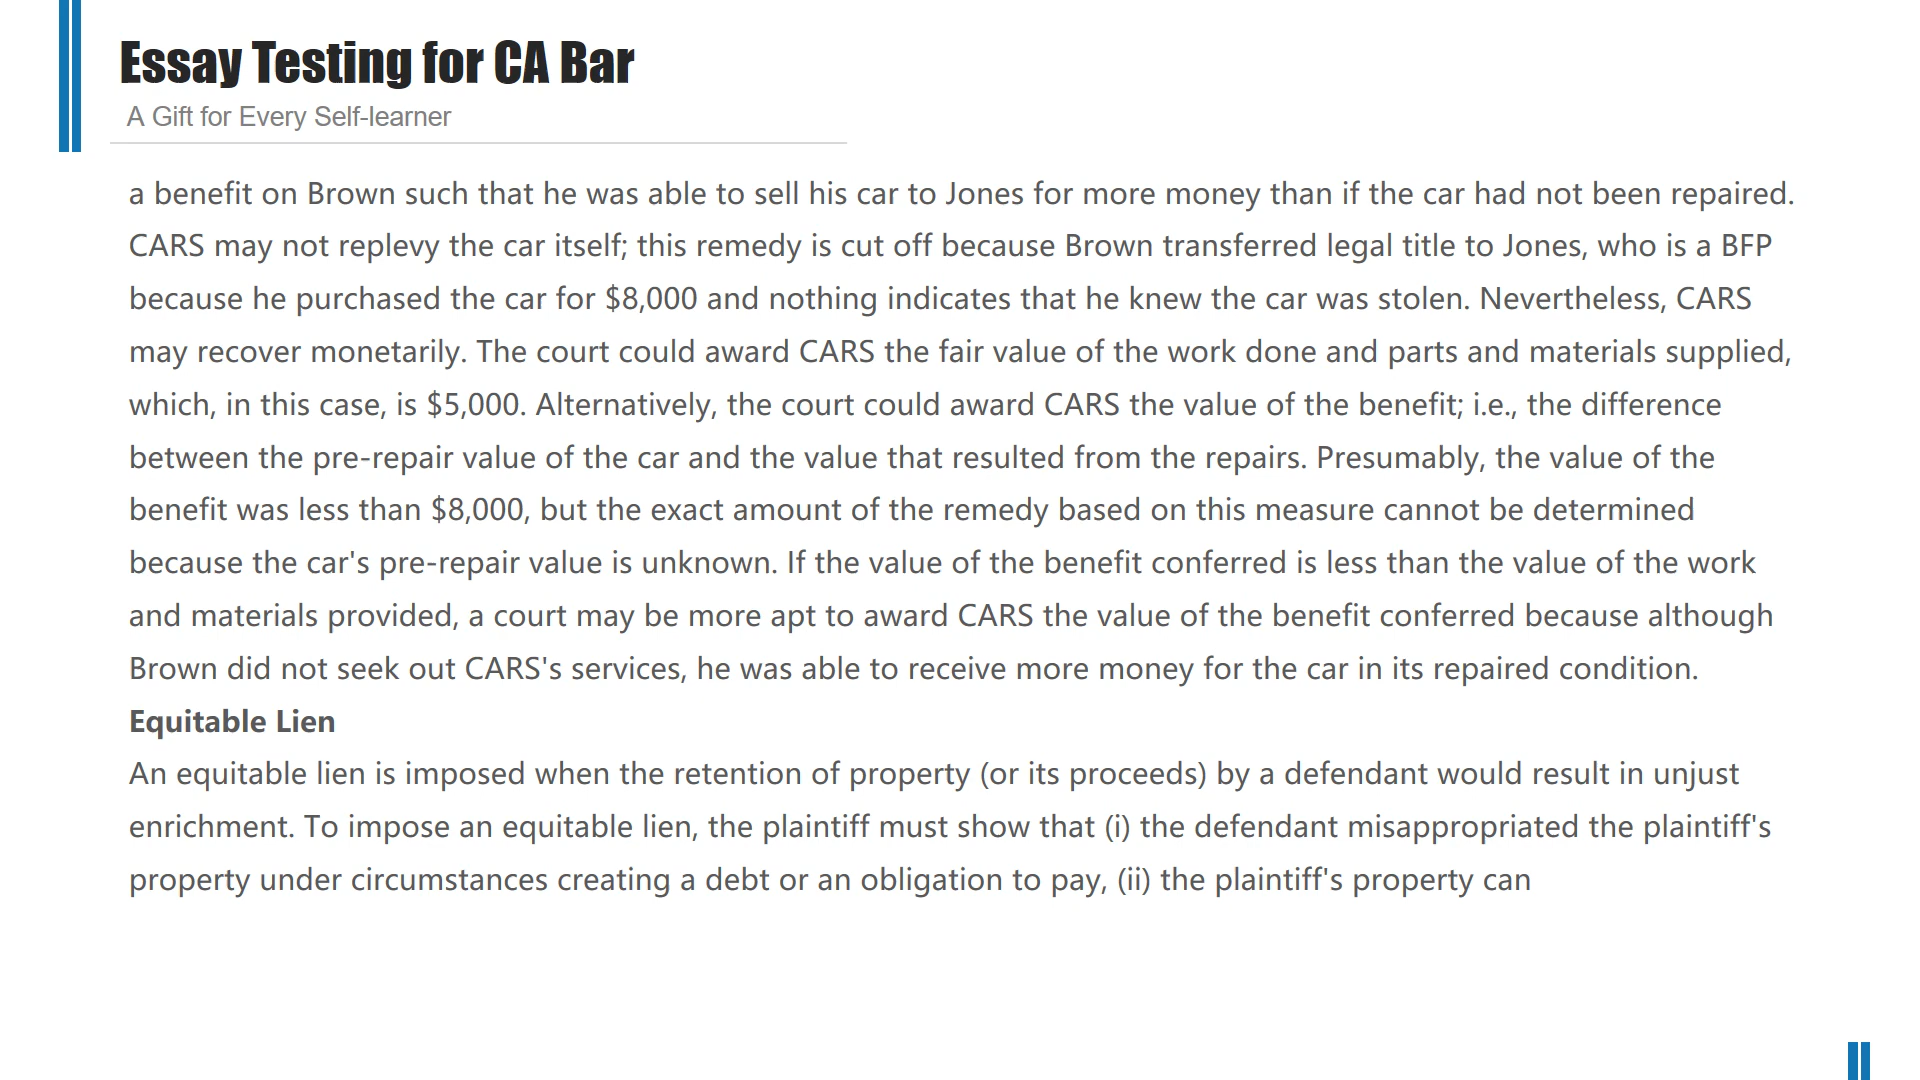 Essay Testing for CA Bar
A Gift for Every Self-learner
a benefit on Brown such that he was able to sell his car to Jones for more money than if the car had not been repaired.
CARS may not replevy the car itself; this remedy is cut off because Brown transferred legal title to Jones, who is a BFP
because he purchased the car for $8,000 and nothing indicates that he knew the car was stolen. Nevertheless, CARS
may recover monetarily. The court could award CARS the fair value of the work done and parts and materials supplied,
which, in this case, is $5,000. Alternatively, the court could award CARS the value of the benefit; i.e., the difference
between the pre-repair value of the car and the value that resulted from the repairs. Presumably, the value of the
benefit was less than $8,000, but the exact amount of the remedy based on this measure cannot be determined
because the car's pre-repair value is unknown. If the value of the benefit conferred is less than the value of the work
and materials provided, a court may be more apt to award CARS the value of the benefit conferred because although
Brown did not seek out CARS's services, he was able to receive more money for the car in its repaired condition.
Equitable Lien
An equitable lien is imposed when the retention of property (or its proceeds) by a defendant would result in unjust
enrichment. To impose an equitable lien, the plaintiff must show that (i) the defendant misappropriated the plaintiff's
property under circumstances creating a debt or an obligation to pay, (ii) the plaintiff's property can